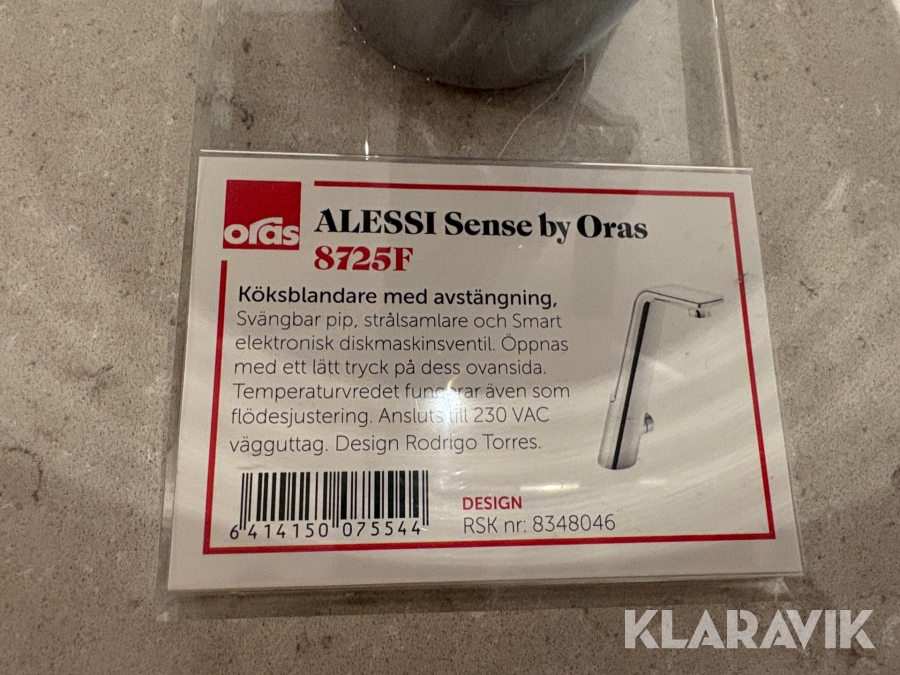 oras
ALESSI Sense by Oras
8725F
Köksblandare med avstängning,
Svängbar pip, strålsamlare och Smart
elektronisk diskmaskinsventil. Öppnas
med ett lätt tryck på dess ovansida.
Temperaturvredet fungerar även som
flödesjustering. Ansluts till 230 VAC
vägguttag. Design Rodrigo Torres.
6 414150 075544
DESIGN
RSK nr: 8348046
KLARAVIK